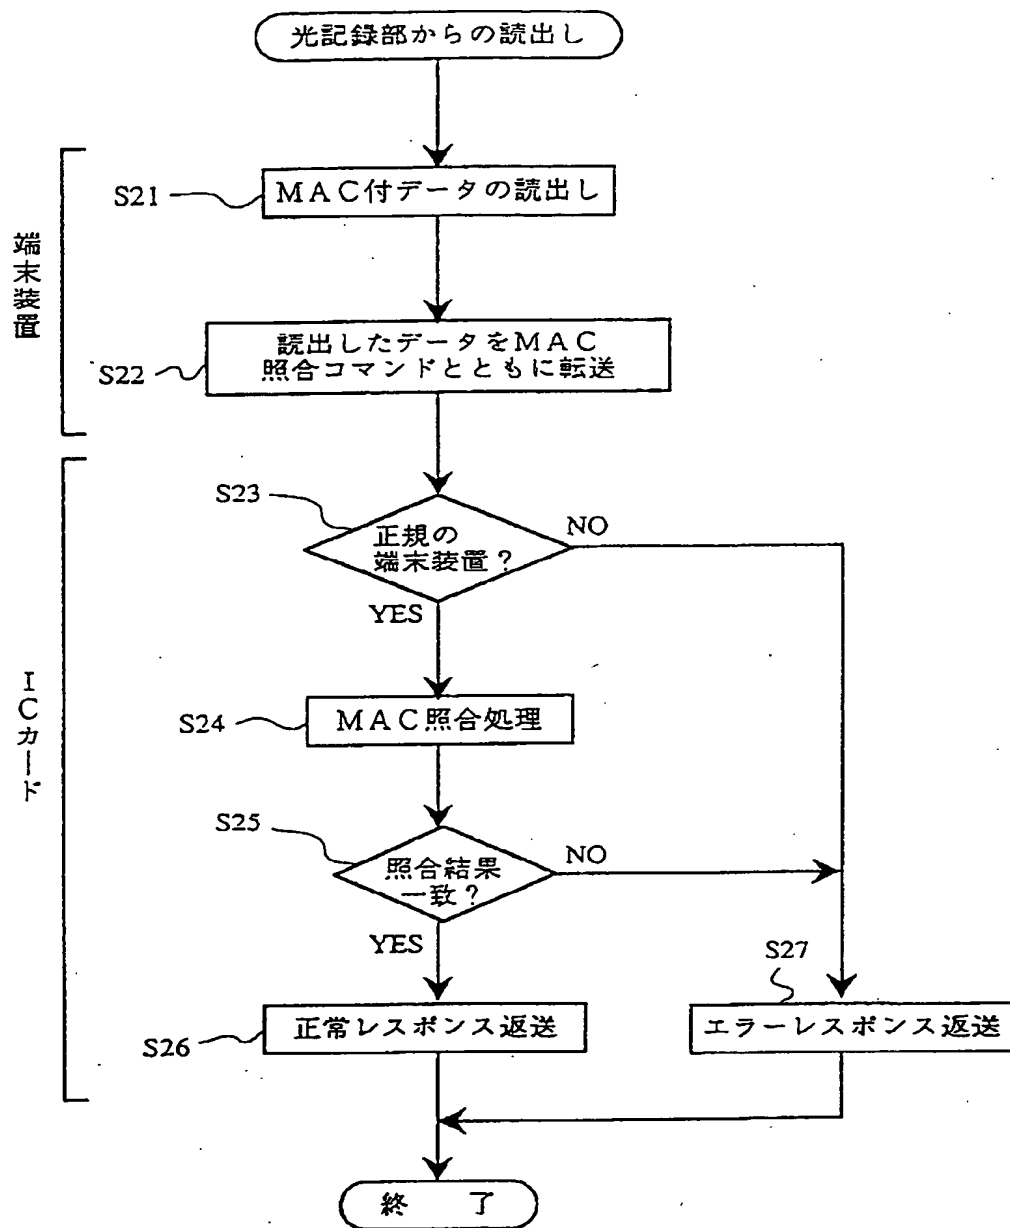 光記録部からの読出し
S21
MAC付データの読出し
端末装置
S22
読出したデータをMAC
照合コマンドとともに転送
S23
正規の
端末装置?
NO
YES
ICカード
S24
MAC照合処理
S25
照合結果
一致?
NO
YES
S26
正常レスポンス返送
S27
エラーレスポンス返送
終 了